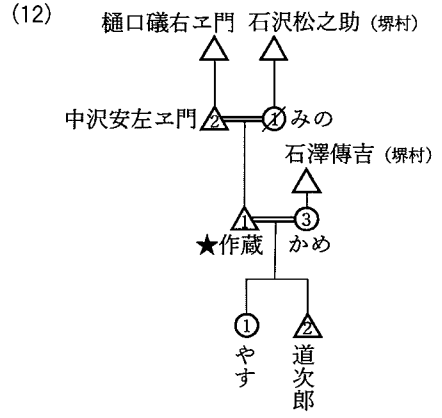 (12)
樋口礒右ヱ門 石沢松之助 (堺村)
中沢安左ヱ門 2 1 みの
石澤傳吉 (堺村)
1 3
★作蔵 かめ
1 2
やす 道次郎